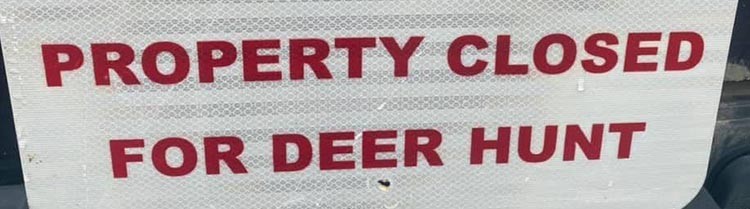 PROPERTY CLOSED
FOR DEER HUNT